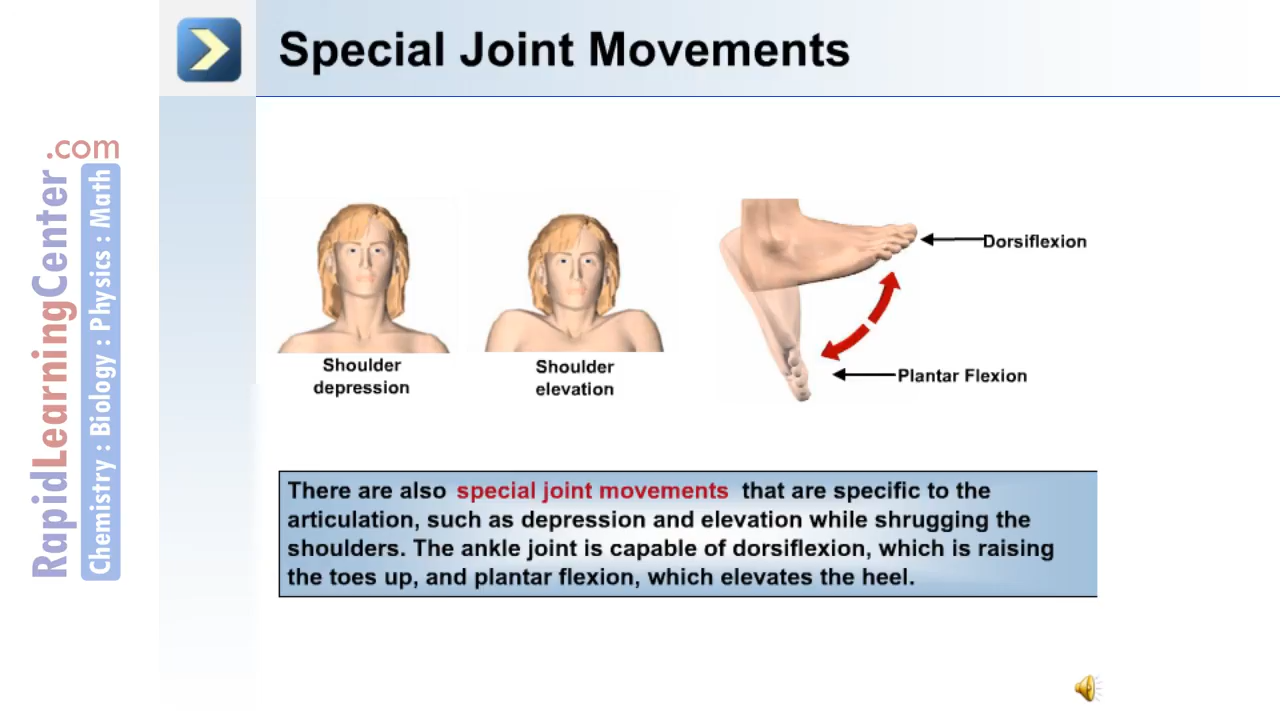 Special Joint Movements
RapidLearningCenter.com
Chemistry : Biology : Physics : Math
Dorsiflexion
Shoulder
depression
Shoulder
elevation
Plantar Flexion
There are also special joint movements that are specific to the
articulation, such as depression and elevation while shrugging the
shoulders. The ankle joint is capable of dorsiflexion, which is raising
the toes up, and plantar flexion, which elevates the heel.